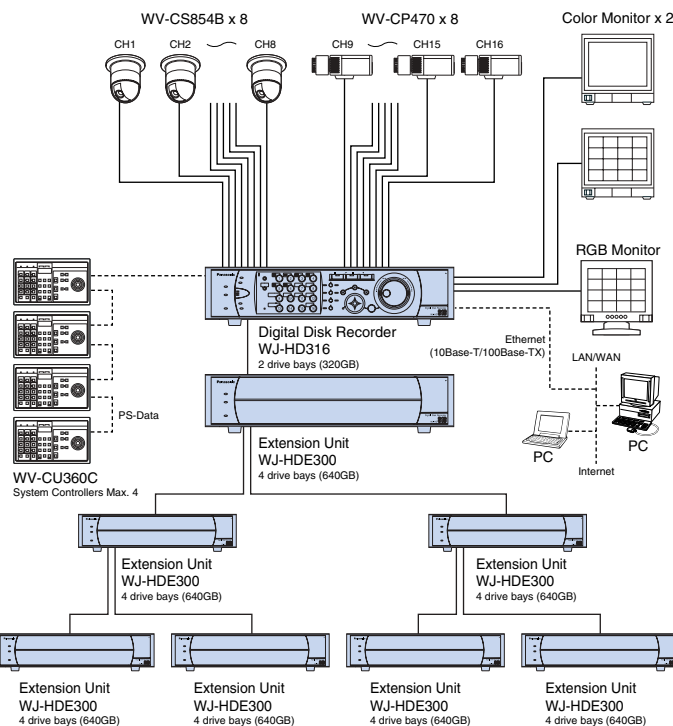 WV-CS854B x 8
WV-CP470 x 8
Color Monitor x 2
CH1
CH2
CH8
CH9
CH15
CH16
RGB Monitor
Panasonic
Digital Disk Recorder
WJ-HD316
2 drive bays (320GB)
Ethernet
(10Base-T/100Base-TX)
LAN/WAN
PS-Data
Panasonic
Extension Unit
WJ-HDE300
4 drive bays (640GB)
PC
PC
Internet
WV-CU360C
System Controllers Max. 4
Extension Unit
WJ-HDE300
4 drive bays (640GB)
Extension Unit
WJ-HDE300
4 drive bays (640GB)
Extension Unit
WJ-HDE300
4 drive bays (640GB)
Extension Unit
WJ-HDE300
4 drive bays (640GB)
Extension Unit
WJ-HDE300
4 drive bays (640GB)
Extension Unit
WJ-HDE300
4 drive bays (640GB)